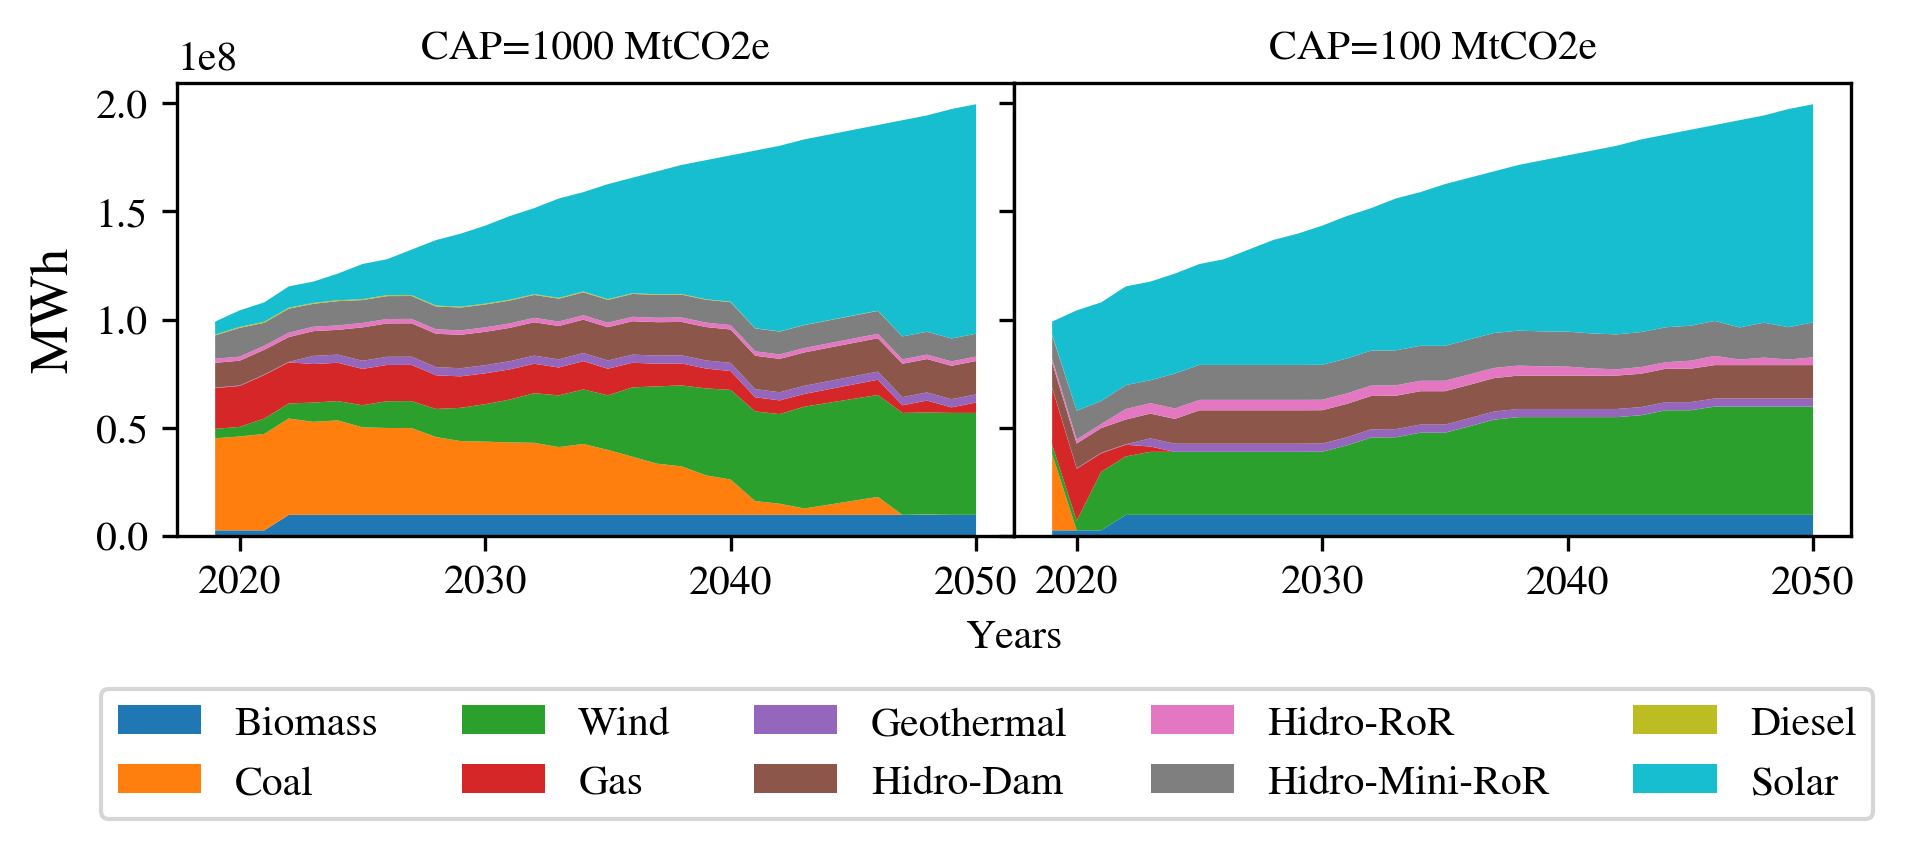 CAP=1000 MtCO2e
CAP=100 MtCO2e
1e8
2.0
1.5
1.0
0.5
0.0
MWh
2020 2030 2040 2050 2020 2030 2040 2050
Years
Biomass Wind Geothermal Hidro-RoR Diesel
Coal Gas Hidro-Dam Hidro-Mini-RoR Solar